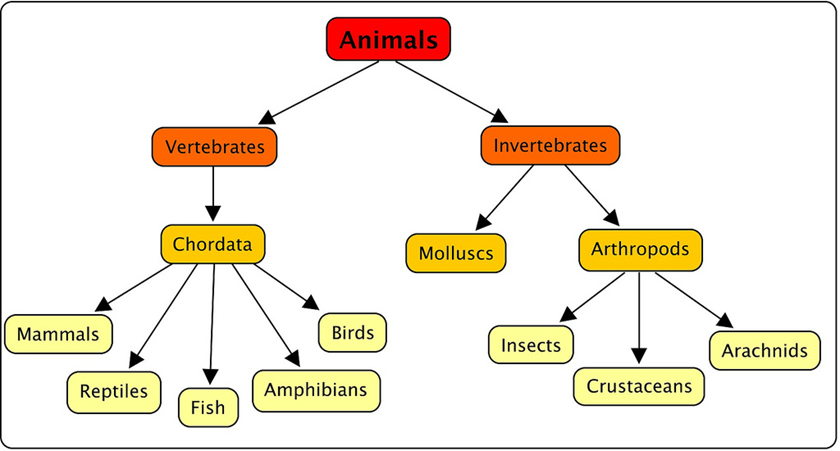 Animals
Vertebrates
Invertebrates
Chordata
Molluscs
Arthropods
Mammals
Reptiles
Fish
Amphibians
Birds
Insects
Crustaceans
Arachnids